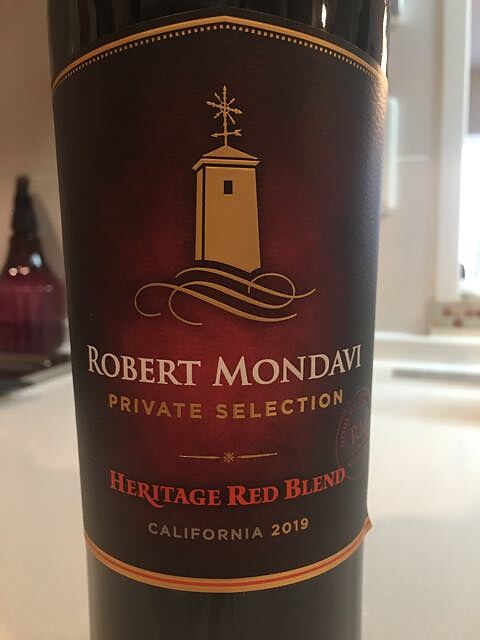 ROBERT MONDAVI
PRIVATE SELECTION
HERITAGE RED BLEND
CALIFORNIA 2019